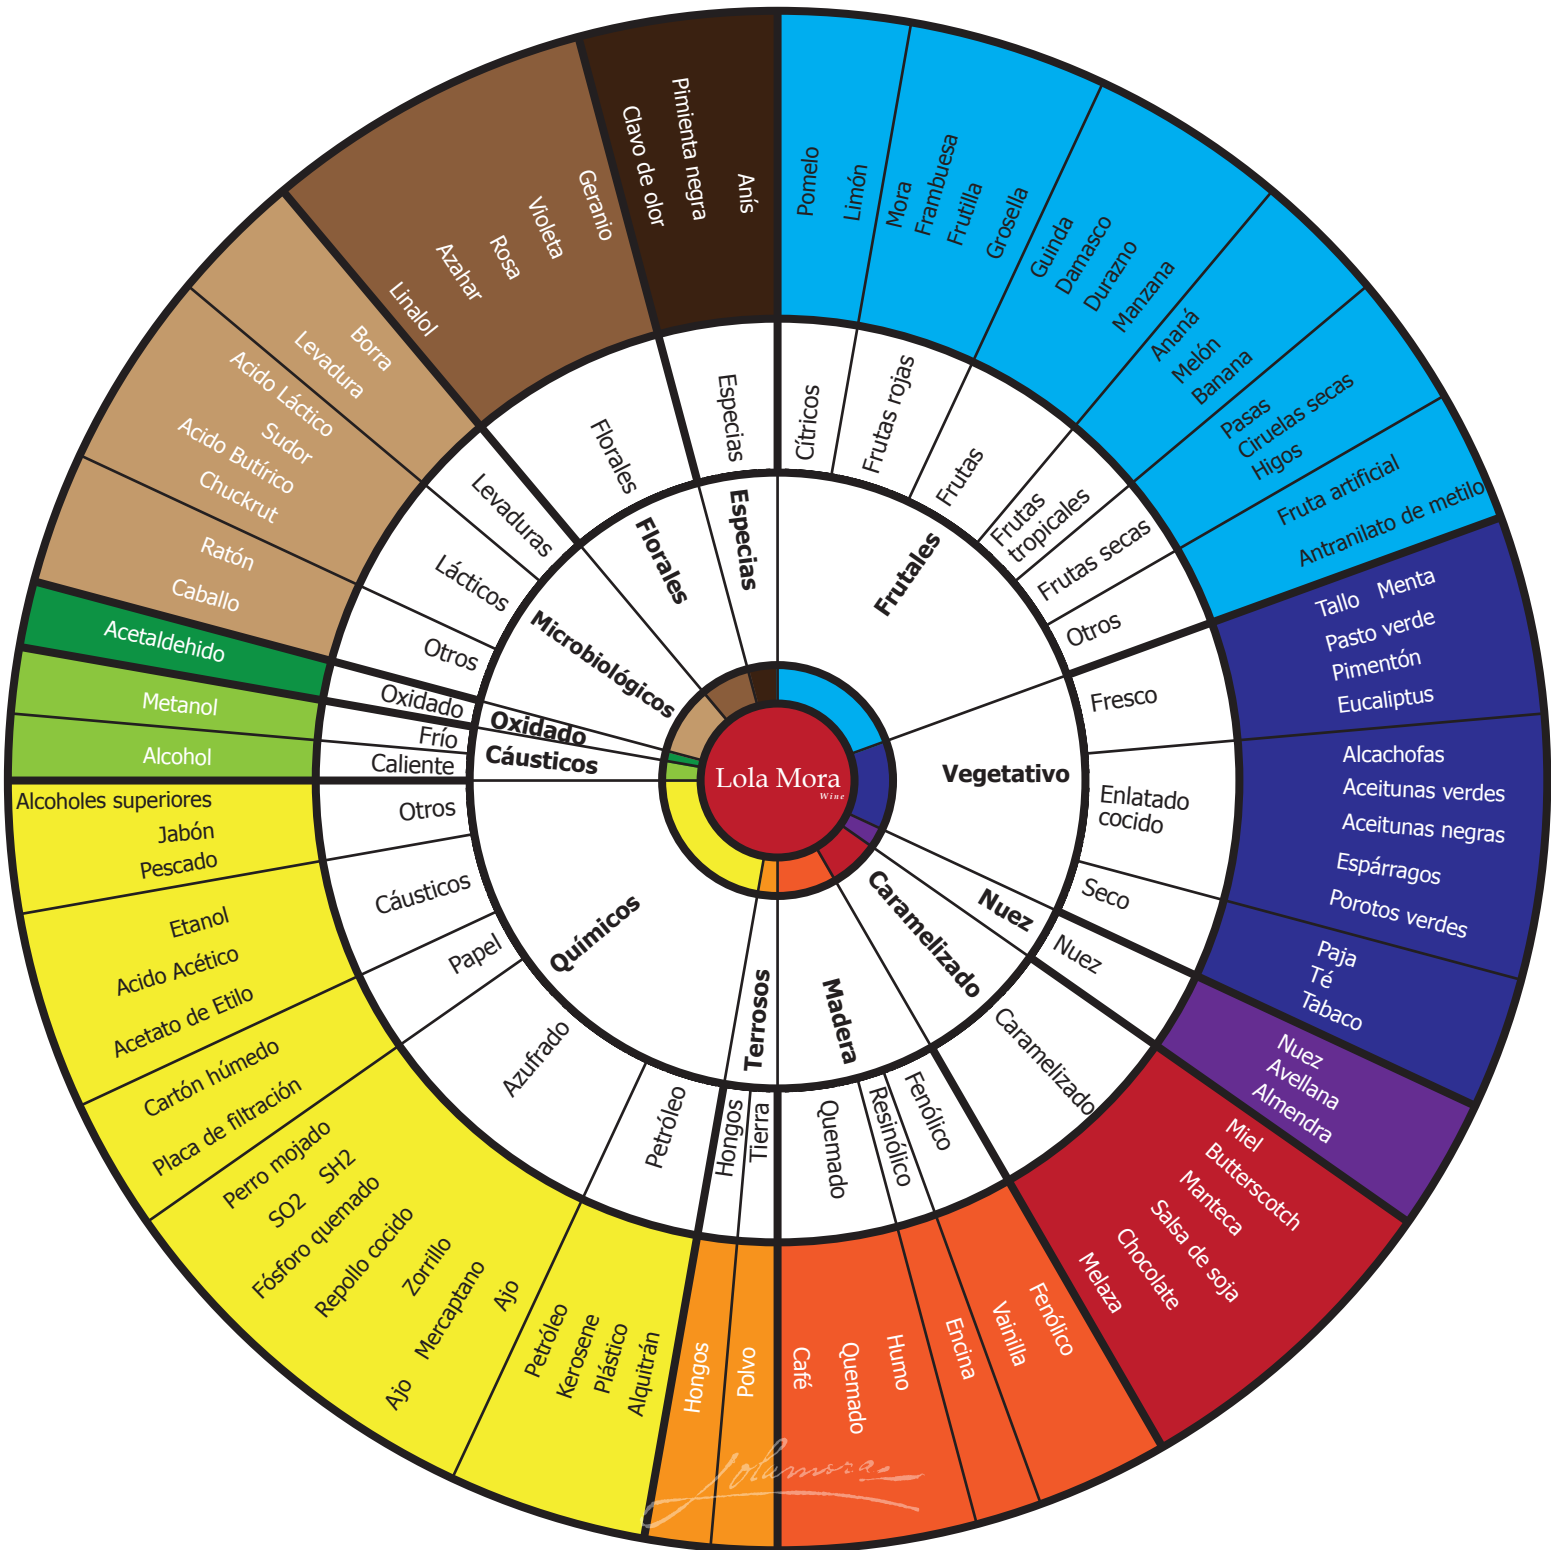 Lola Mora
Wine
Frutales
Vegetativo
Nuez
Caramelizado
Madera
Terrosos
Químicos
Cáusticos
Oxidado
Microbiológicos
Florales
Especias
Cítricos
Frutas rojas
Frutas
Frutas
tropicales
Frutas secas
Otros
Fresco
Enlatado
cocido
Seco
Nuez
Caramelizado
Fenólico
Resinólico
Quemado
Tierra
Hongos
Petróleo
Azufrado
Papel
Cáusticos
Otros
Caliente
Frío
Oxidado
Otros
Lácticos
Levaduras
Florales
Especias
Pomelo
Limón
Mora
Frambuesa
Frutilla
Grosella
Guinda
Damasco
Durazno
Manzana
Ananá
Melón
Banana
Pasas
Ciruelas secas
Higos
Fruta artificial
Antranilato de metilo
Tallo Menta
Pasto verde
Pimentón
Eucaliptus
Alcachofas
Aceitunas verdes
Aceitunas negras
Espárragos
Porotos verdes
Paja
Té
Tabaco
Nuez
Avellana
Almendra
Miel
Butterscotch
Manteca
Salsa de soja
Chocolate
Melaza
Fenólico
Vainilla
Encina
Humo
Quemado
Café
Polvo
Hongos
Alquitrán
Plástico
Kerosene
Petróleo
Ajo
Mercaptano
Ajo
Zorrillo
Repollo cocido
Fósforo quemado
SO2 SH2
Perro mojado
Placa de filtración
Cartón húmedo
Acetato de Etilo
Acido Acético
Etanol
Pescado
Jabón
Alcoholes superiores
Alcohol
Metanol
Acetaldehido
Caballo
Ratón
Chuckrut
Acido Butírico
Sudor
Acido Láctico
Levadura
Borra
Linalol
Azahar
Rosa
Violeta
Geranio
Clavo de olor
Pimienta negra
Anís
Lolamora